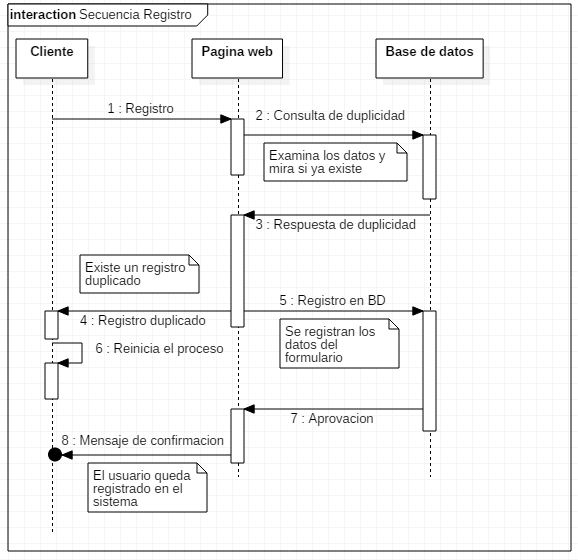 interaction Secuencia Registro
Cliente
Pagina web
Base de datos
1 : Registro
2 : Consulta de duplicidad
Examina los datos y
mira si ya existe
3 : Respuesta de duplicidad
Existe un registro
duplicado
5 : Registro en BD
4 : Registro duplicado
Se registran los
datos del
formulario
6 : Reinicia el proceso
7 : Aprovacion
8 : Mensaje de confirmacion
El usuario queda
registrado en el
sistema